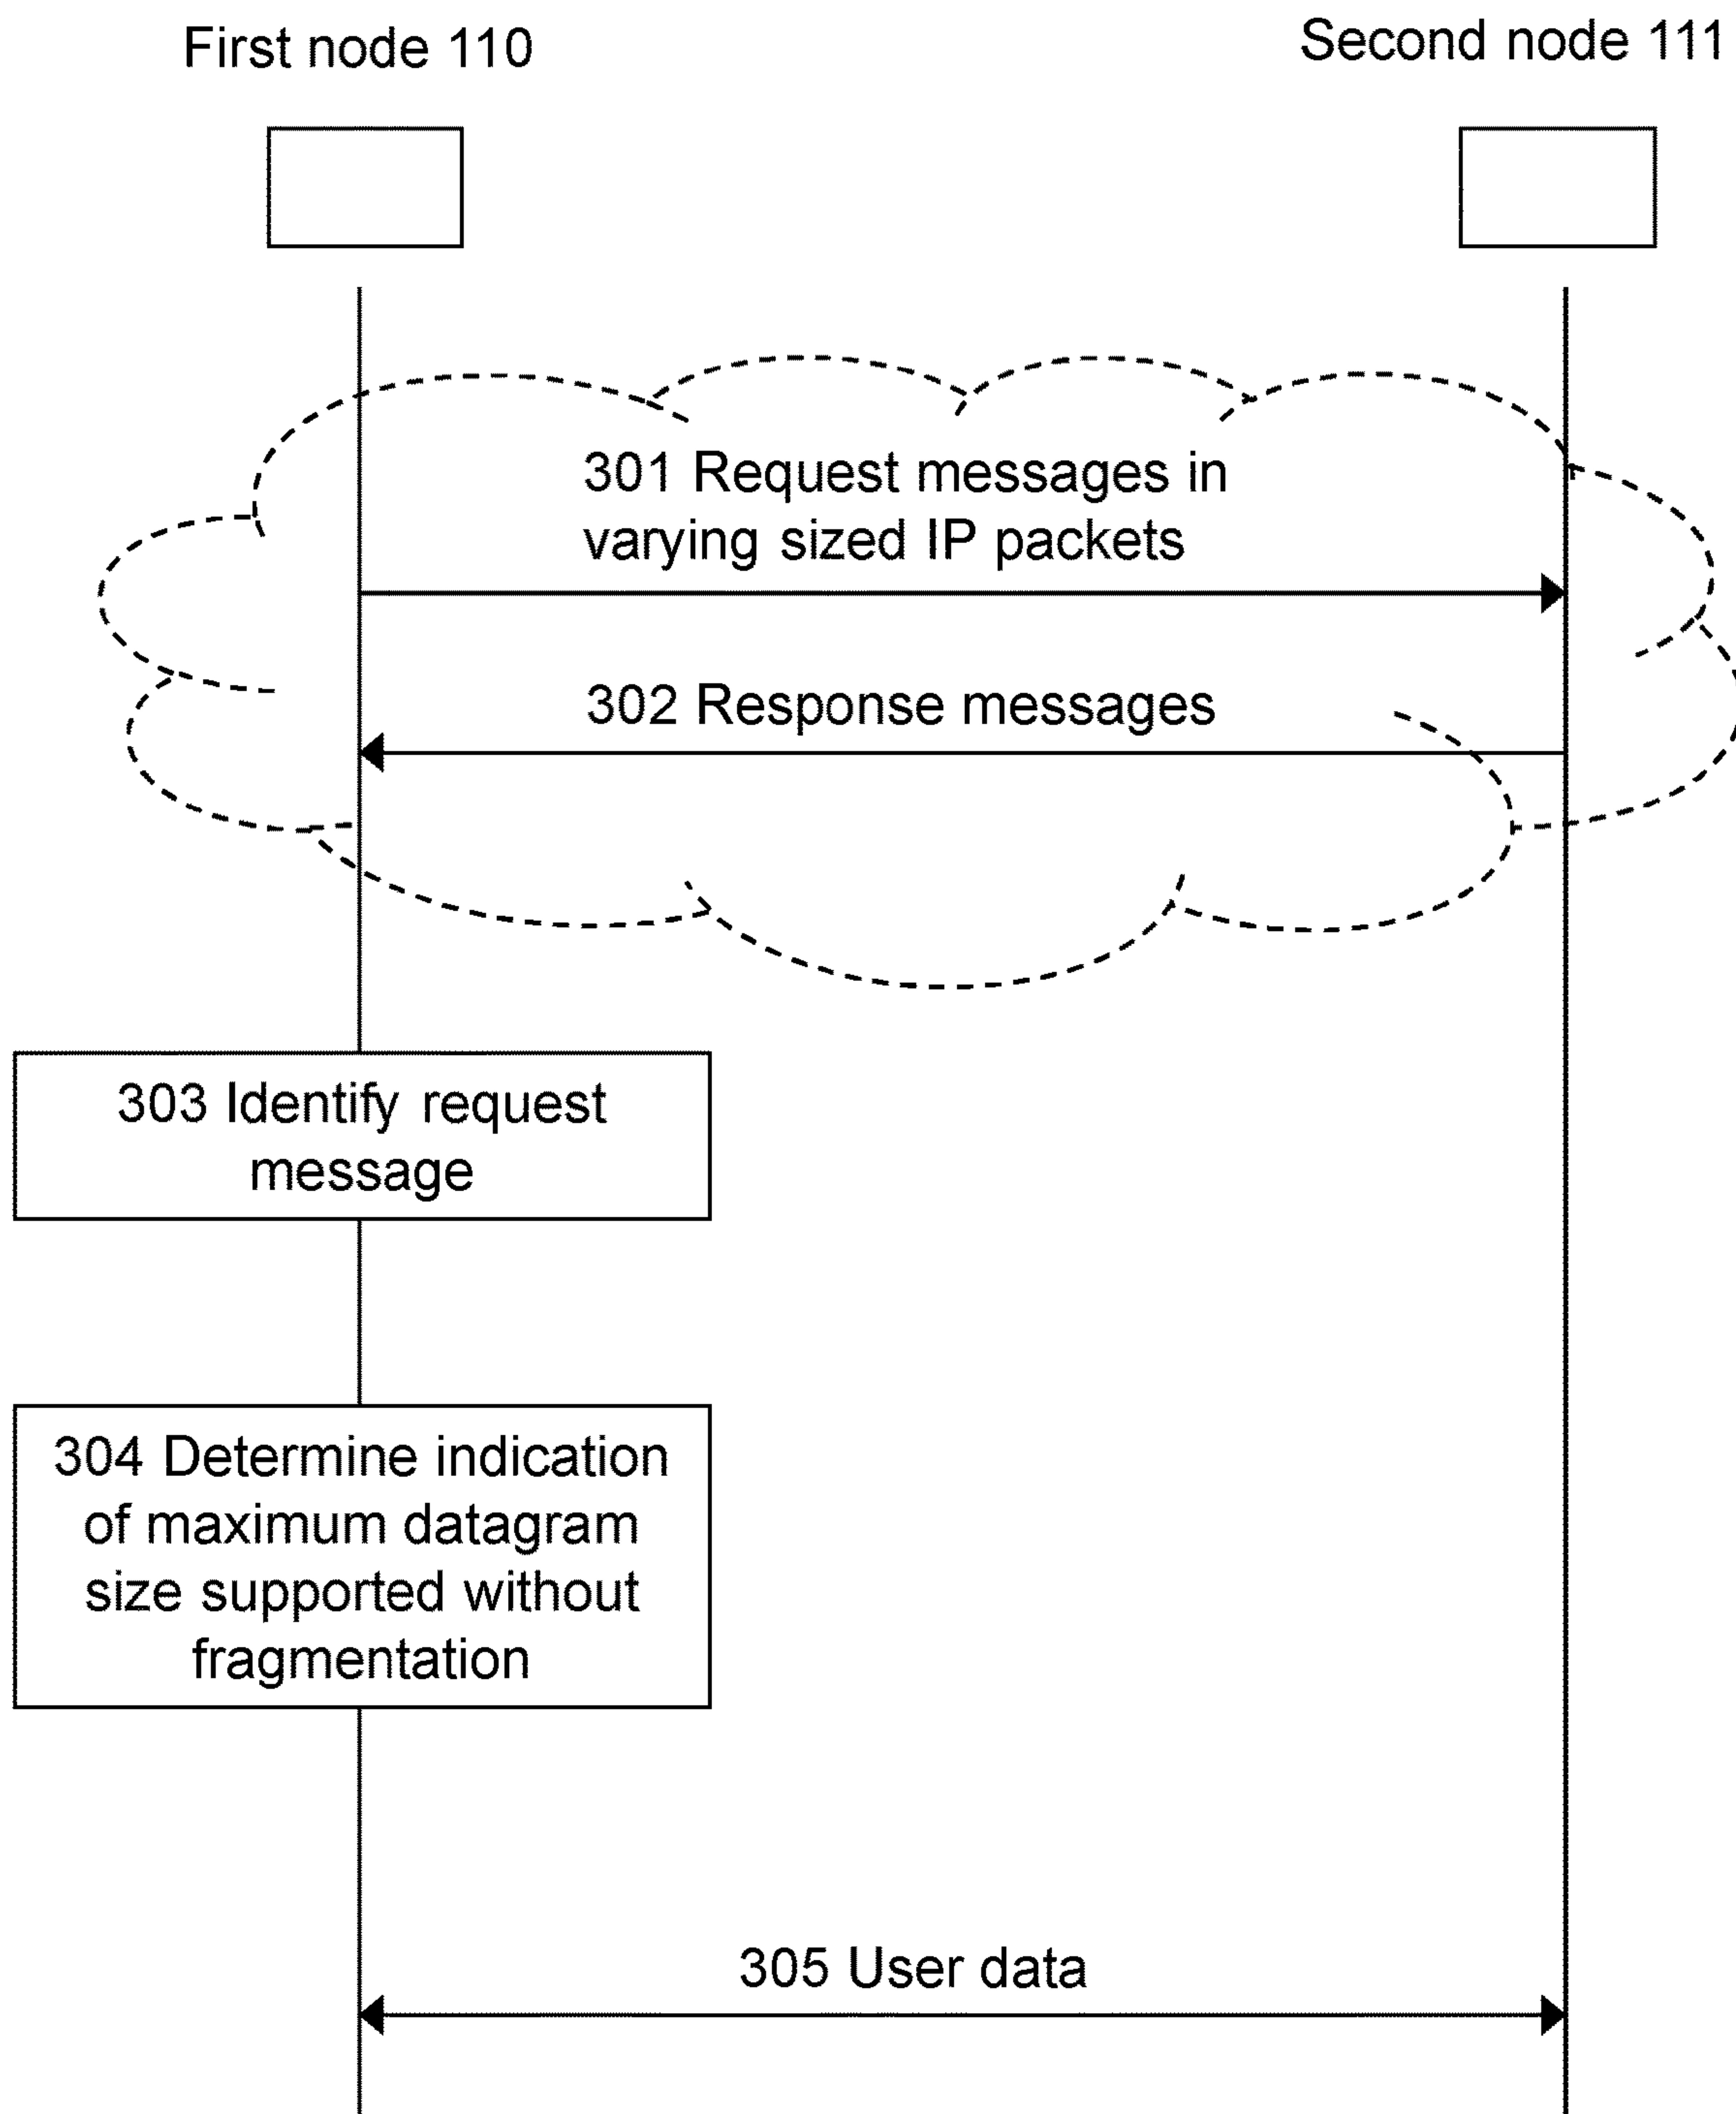 First node 110
Second node 111
301 Request messages in
varying sized IP packets
302 Response messages
303 Identify request
message
304 Determine indication
of maximum datagram
size supported without
fragmentation
305 User data